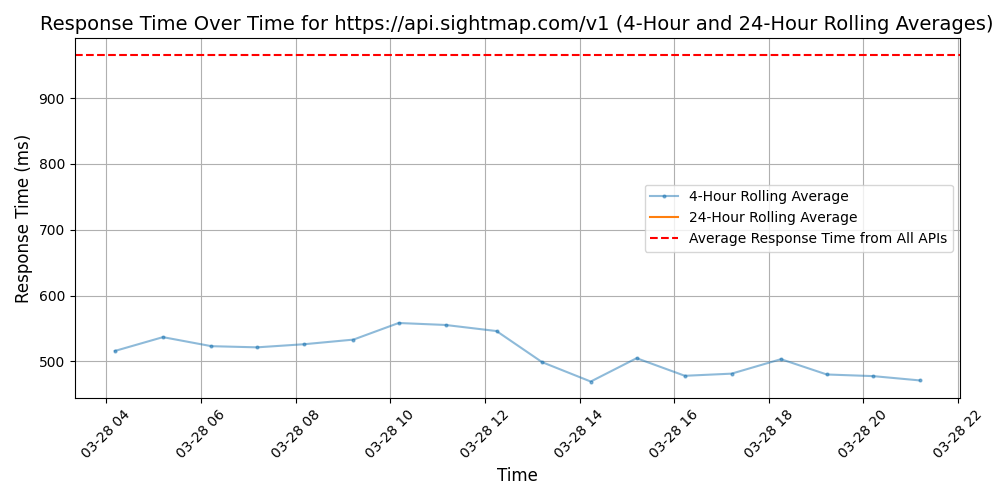 Response Time Over Time for https://api.sightmap.com/v1 (4-Hour and 24-Hour Rolling Averages)
Response Time (ms)
900
800
700
600
500
4-Hour Rolling Average
24-Hour Rolling Average
Average Response Time from All APIs
03-28 04
03-28 06
03-28 08
03-28 10
03-28 12
03-28 14
03-28 16
03-28 18
03-28 20
03-28 22
Time